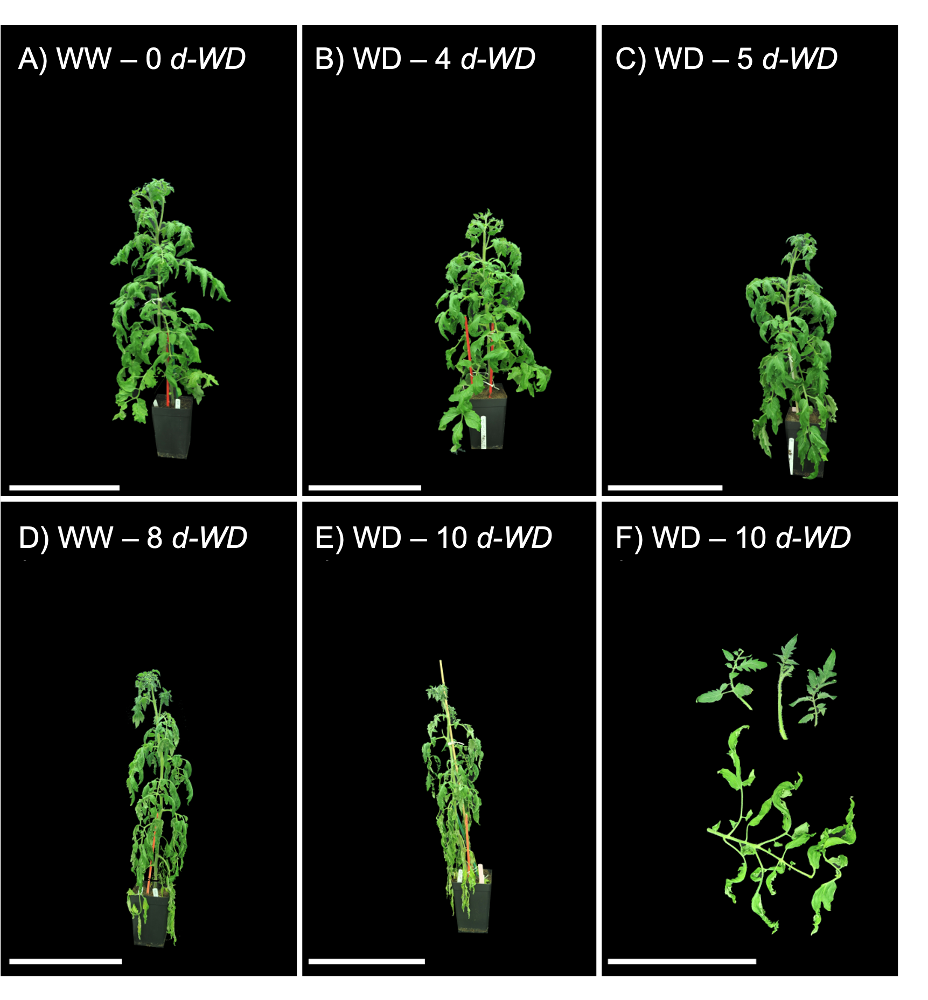 A) WW – 0 d-WD
B) WD – 4 d-WD
C) WD – 5 d-WD
D) WW – 8 d-WD
E) WD – 10 d-WD
F) WD – 10 d-WD